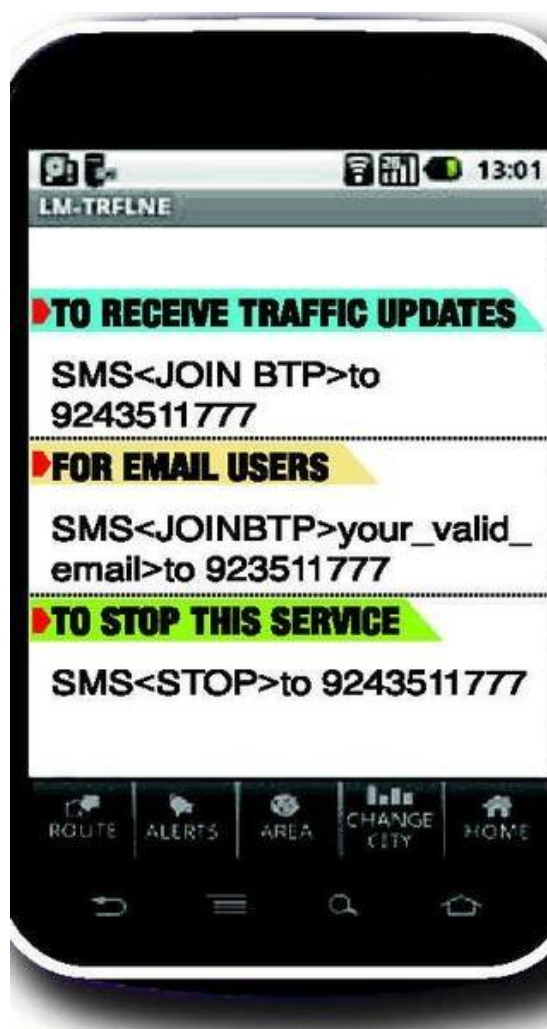 13:01
LM-TRFLNE
TO RECEIVE TRAFFIC UPDATES
SMS<JOIN BTP>to
9243511777
FOR EMAIL USERS
SMS<JOINBTP>your_valid_
email>to 923511777
TO STOP THIS SERVICE
SMS<STOP>to 9243511777
ROUTE ALERTS AREA CHANGE CITY HOME